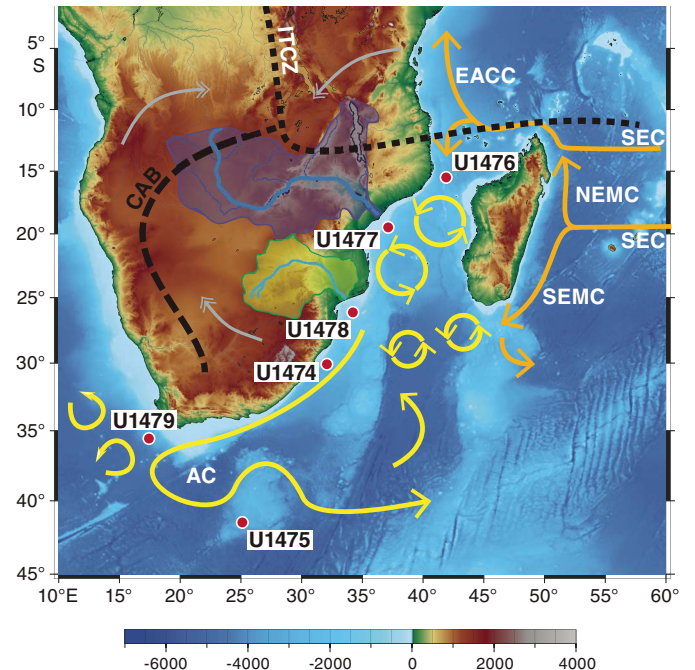 5°
S
10°
15°
20°
25°
30°
35°
40°
45°
ITCZ
EACC
SEC
U1476
CAB
NEMC
U1477
SEC
SEMC
U1478
U1474
U1479
AC
U1475
10°E 15° 20° 25° 30° 35° 40° 45° 50° 55° 60°
-6000 -4000 -2000 0 2000 4000